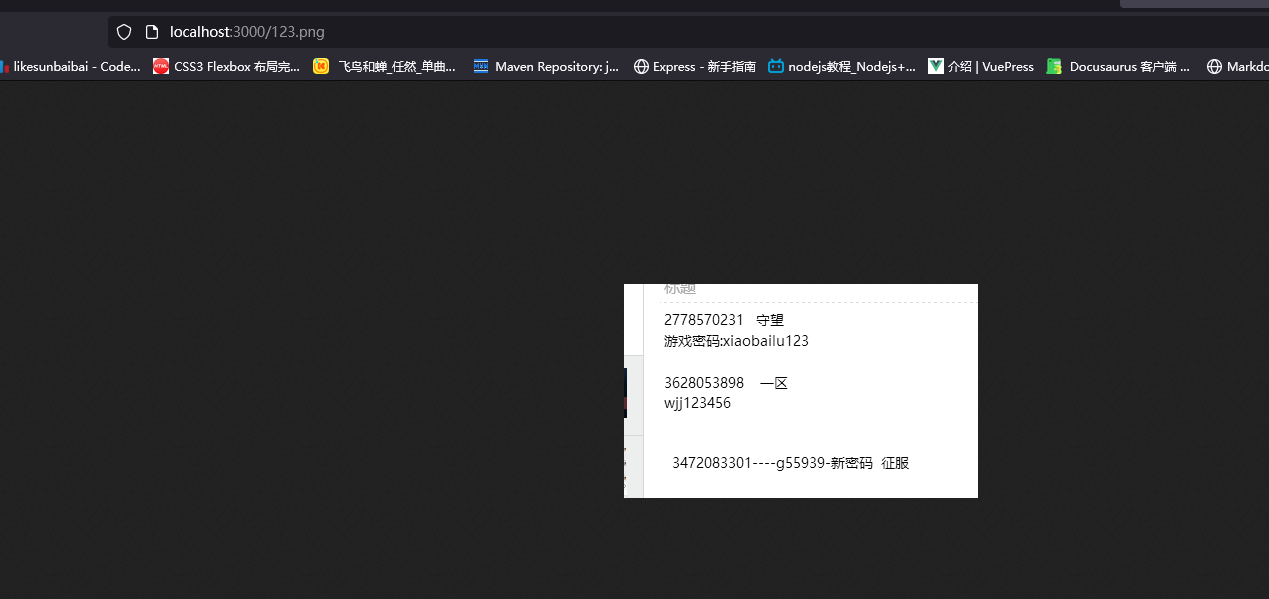 localhost:3000/123.png
likesunbaibai - Code...
CSS3 Flexbox 布局完...
飞鸟和蝉_任然_单曲...
Maven Repository: j...
Express - 新手指南
nodejs教程_Nodejs+...
介绍 | VuePress
Docusaurus 客户端 ...
Markdo
标题
2778570231 守望
游戏密码:xiaobailu123
3628053898 一区
wjj123456
3472083301----g55939-新密码 征服